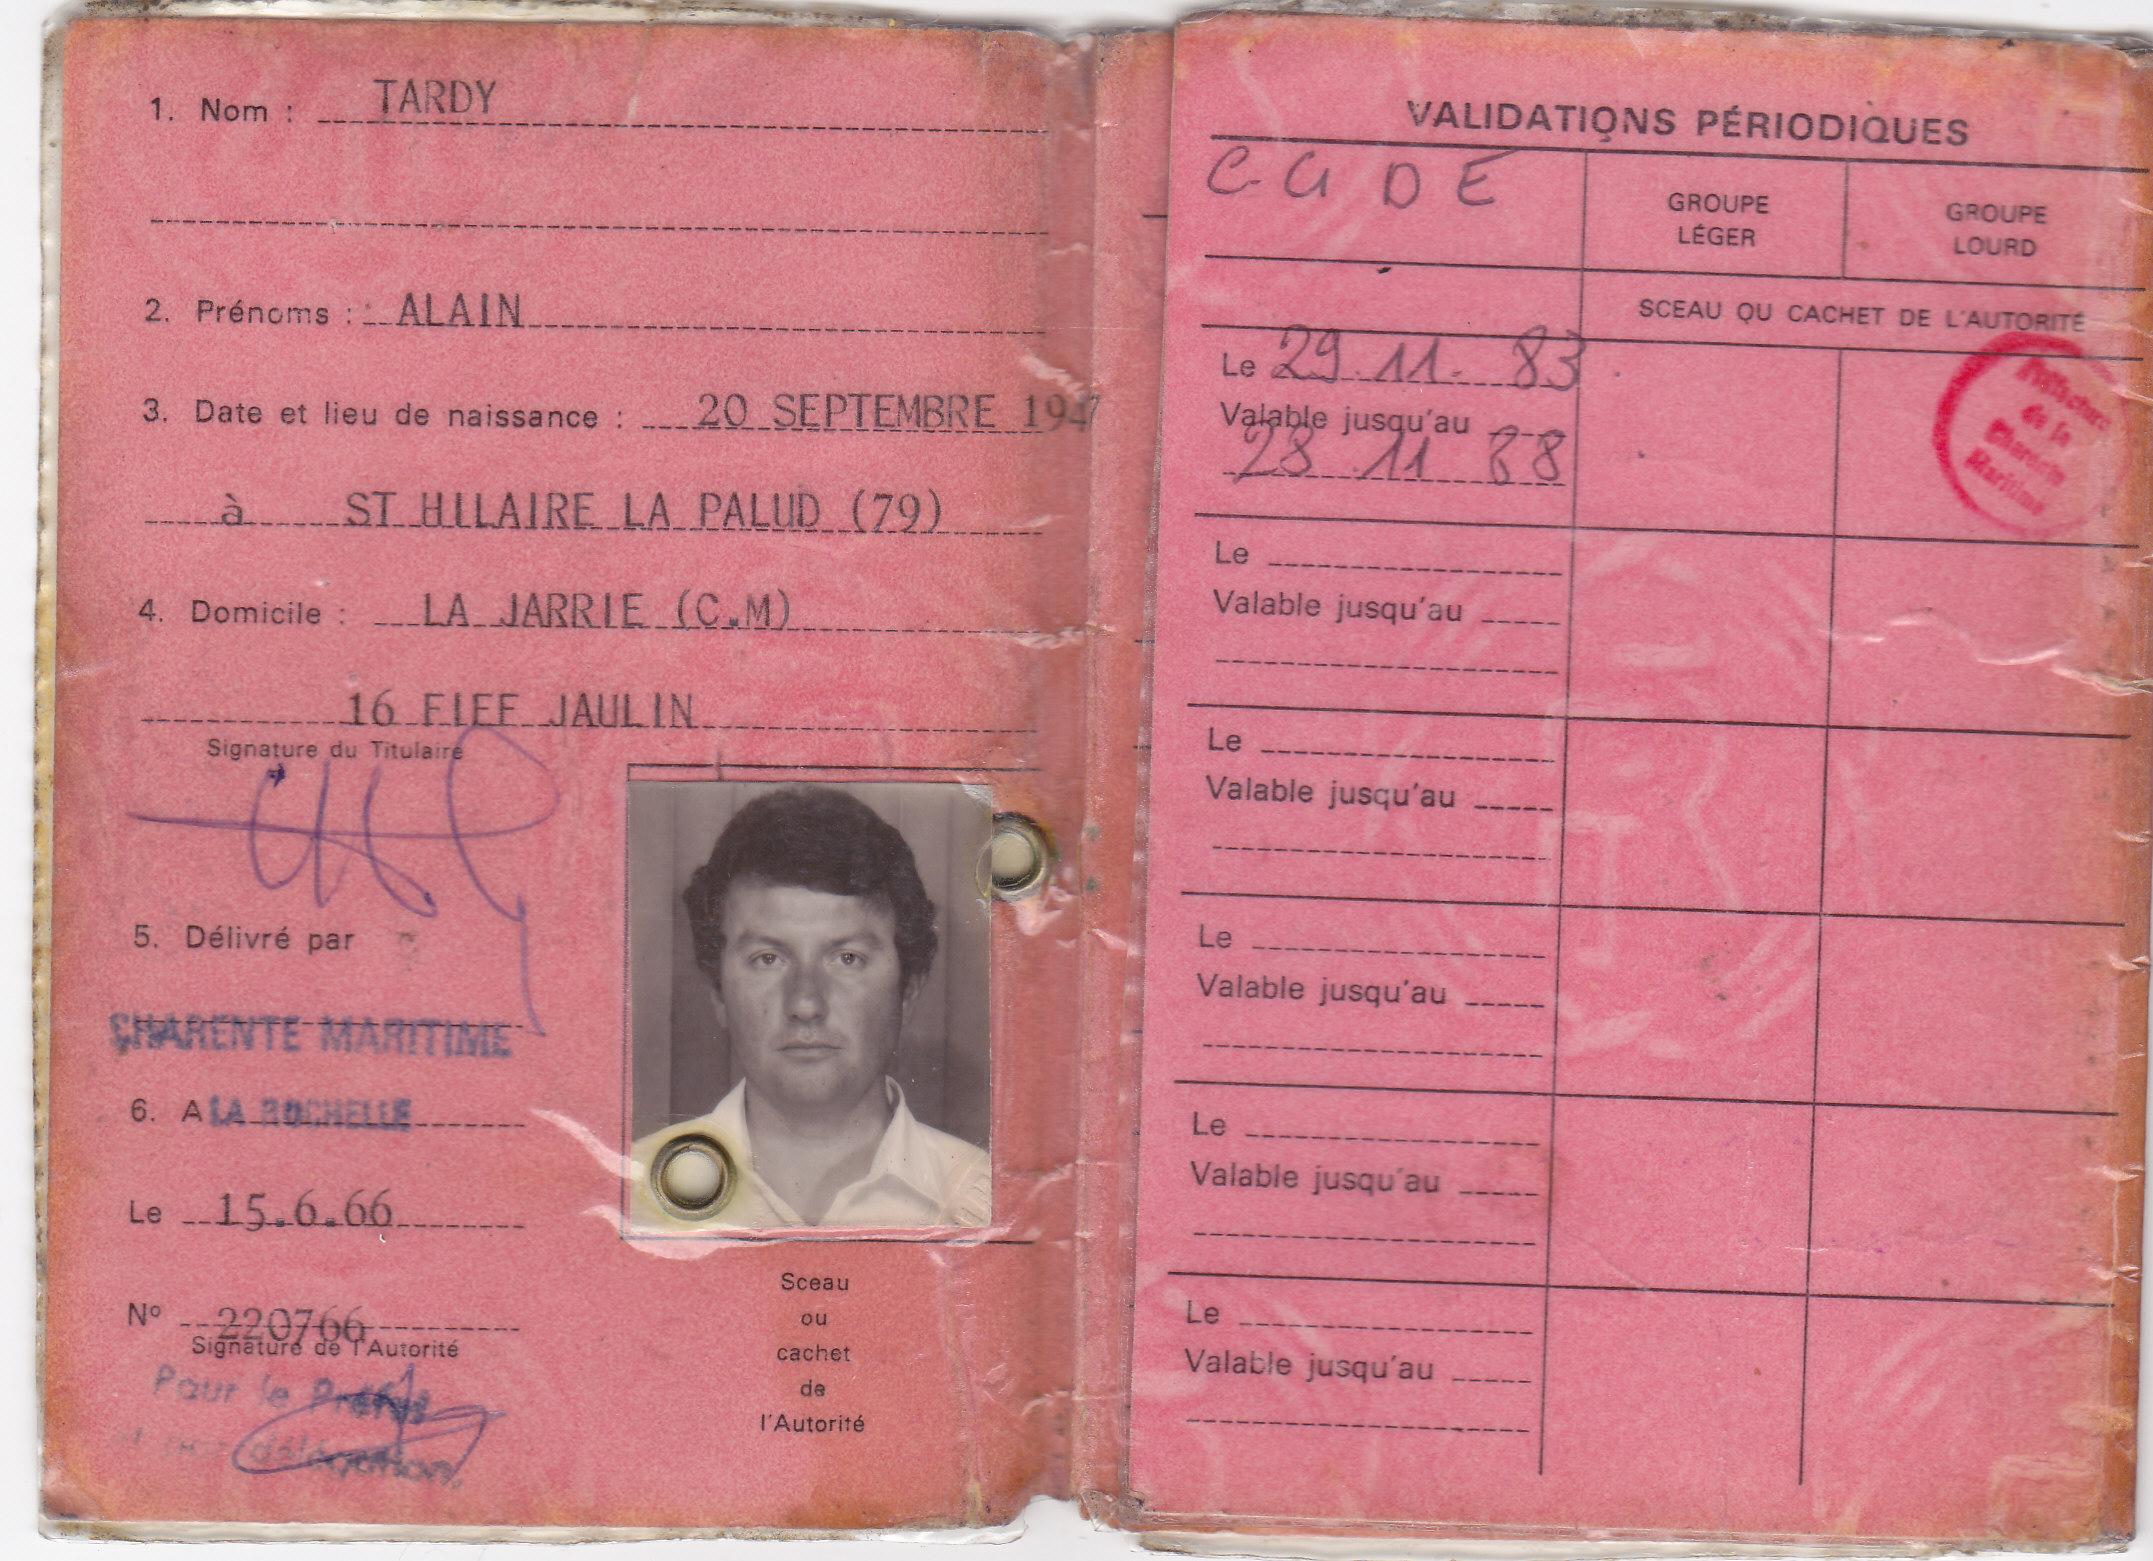 1. Nom : TARDY
2. Prénoms : ALAIN
3. Date et lieu de naissance : 20 SEPTEMBRE 1947
à ST HILAIRE LA PALUD (79)
4. Domicile : LA JARRIE (C.M)
16 FIEF JAULIN
Signature du Titulaire
5. Délivré par
CHARENTE MARITIME
6. A LA ROCHELLE
Le 15.6.66
Nº 220766
Signature de l'Autorité
Pour le Préfet
délégation
Sceau
ou
cachet
de
l'Autorité
VALIDATIONS PÉRIODIQUES
GROUPE
LÉGER
GROUPE
LOURD
SCEAU OU CACHET DE L'AUTORITÉ
Le 29.11.83
Valable jusqu'au
28 11 88
Préfecture
de la
Charente
Maritime
Le
Valable jusqu'au
Le
Valable jusqu'au
Le
Valable jusqu'au
Le
Valable jusqu'au
Le
Valable jusqu'au